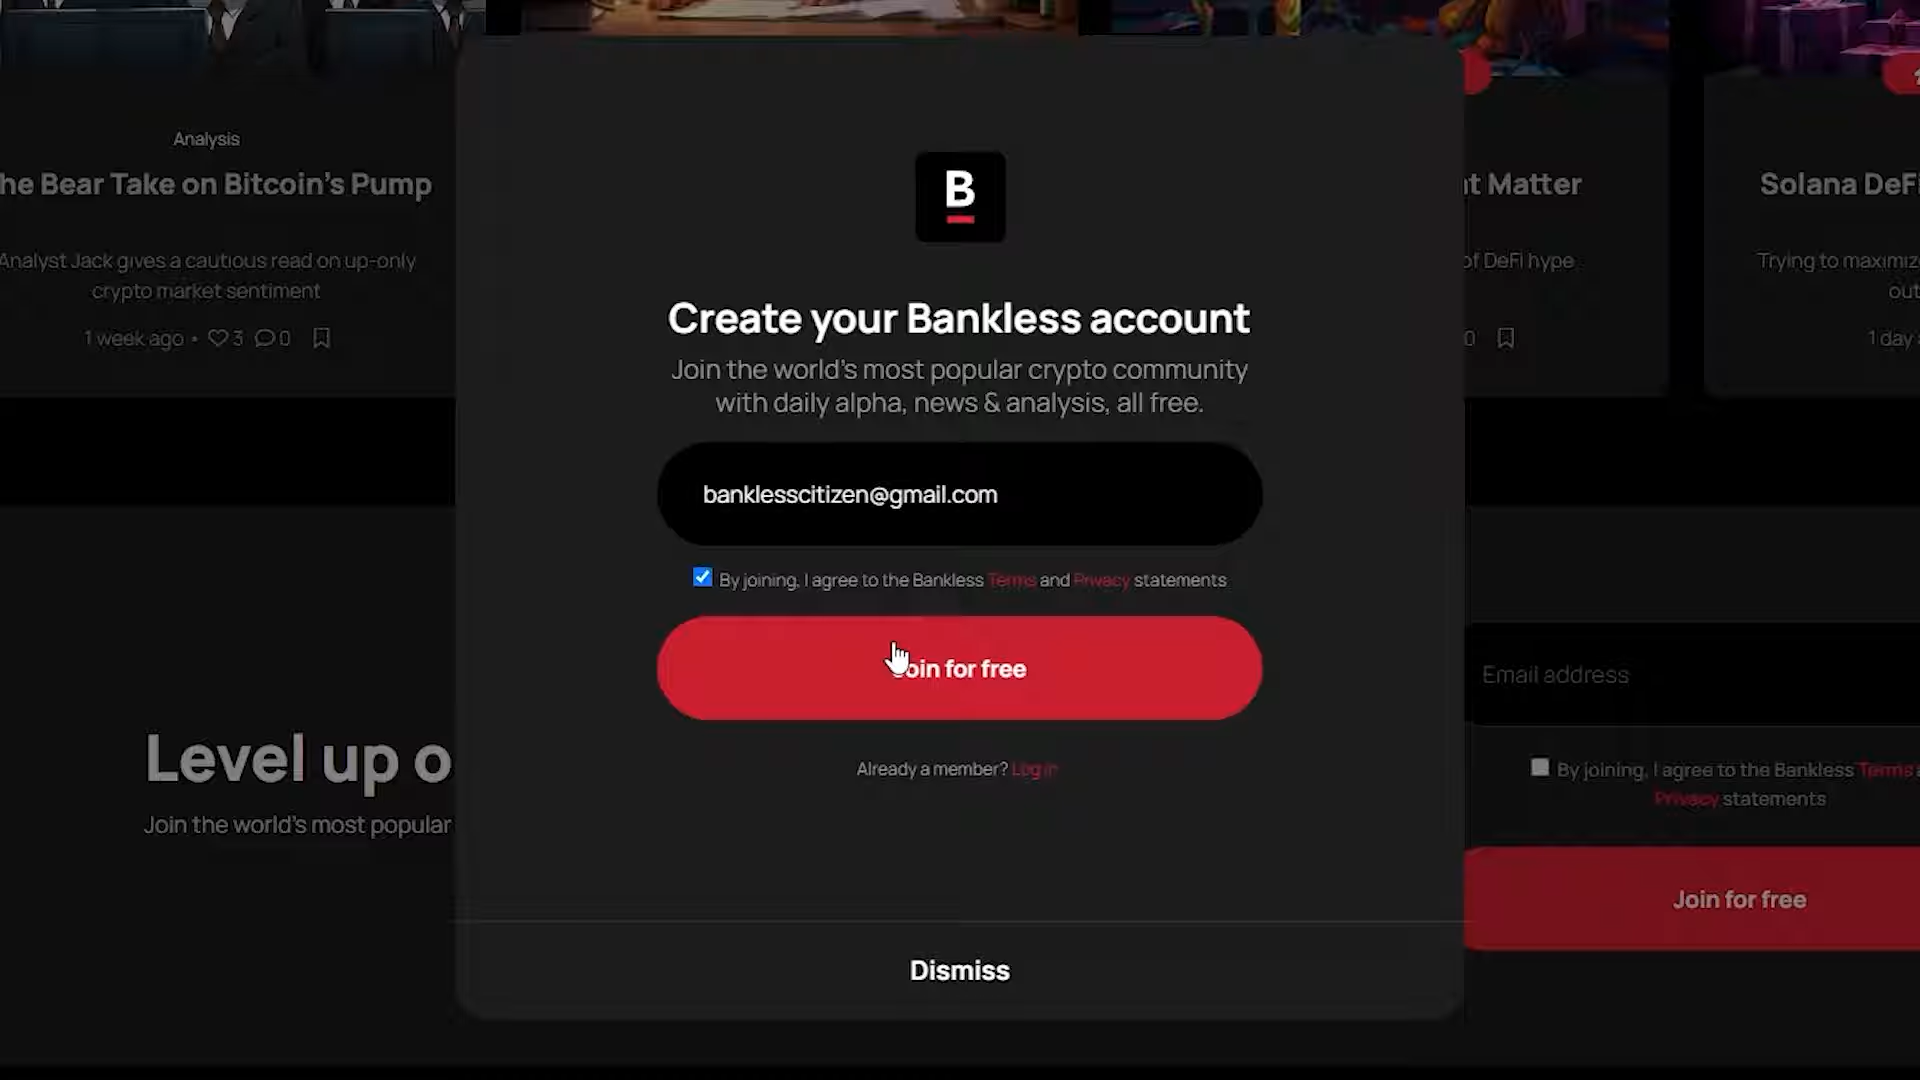 Analysis
he Bear Take on Bitcoin's Pump
Analyst Jack gives a cautious read on up-only
crypto market sentiment
1 week ago • 3 0
B
Create your Bankless account
Join the world's most popular crypto community
with daily alpha, news & analysis, all free.
banklesscitizen@gmail.com
By joining, I agree to the Bankless Terms and Privacy statements
Join for free
Already a member? Log in
Dismiss
at Matter
of DeFi hype
0
Solana DeFi
Trying to maximiz
out
1 day
Level up o
Join the world's most popular
Email address
By joining, I agree to the Bankless Terms
Privacy statements
Join for free